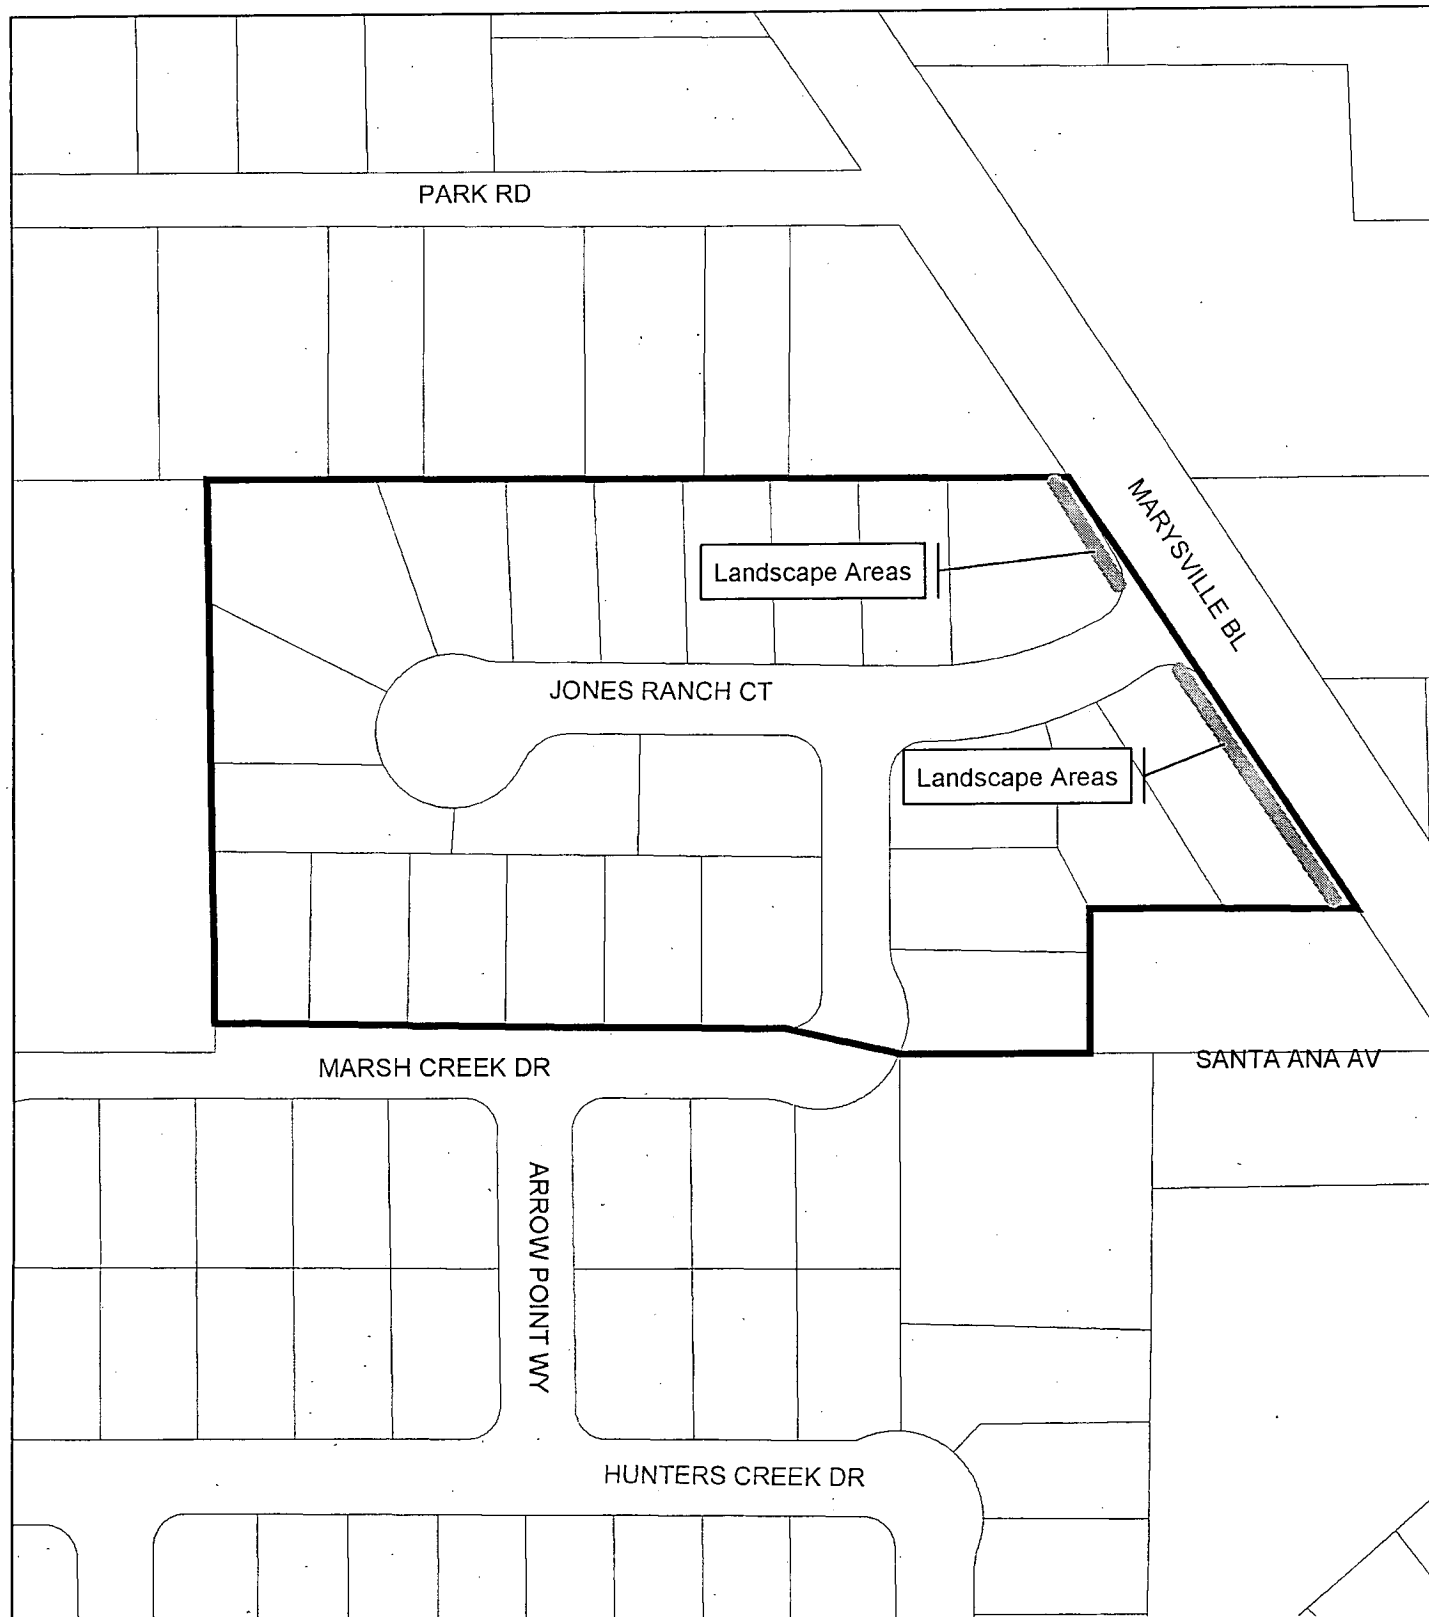 PARK RD
MARYSVILLE BL
Landscape Areas
JONES RANCH CT
Landscape Areas
MARSH CREEK DR
SANTA ANA AV
ARROW POINT WY
HUNTERS CREEK DR